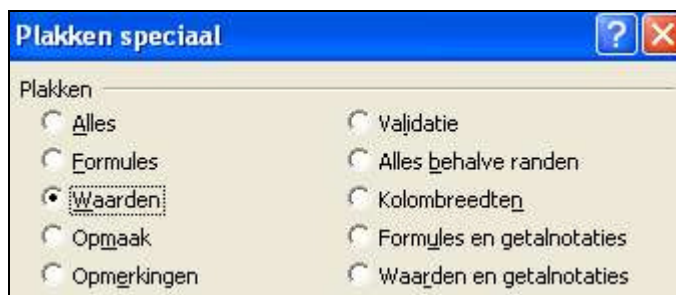 Plakken speciaal
Plakken
Alles
Formules
Waarden
Opmaak
Opmerkingen
Validatie
Alles behalve randen
Kolombreedten
Formules en getalnotaties
Waarden en getalnotaties